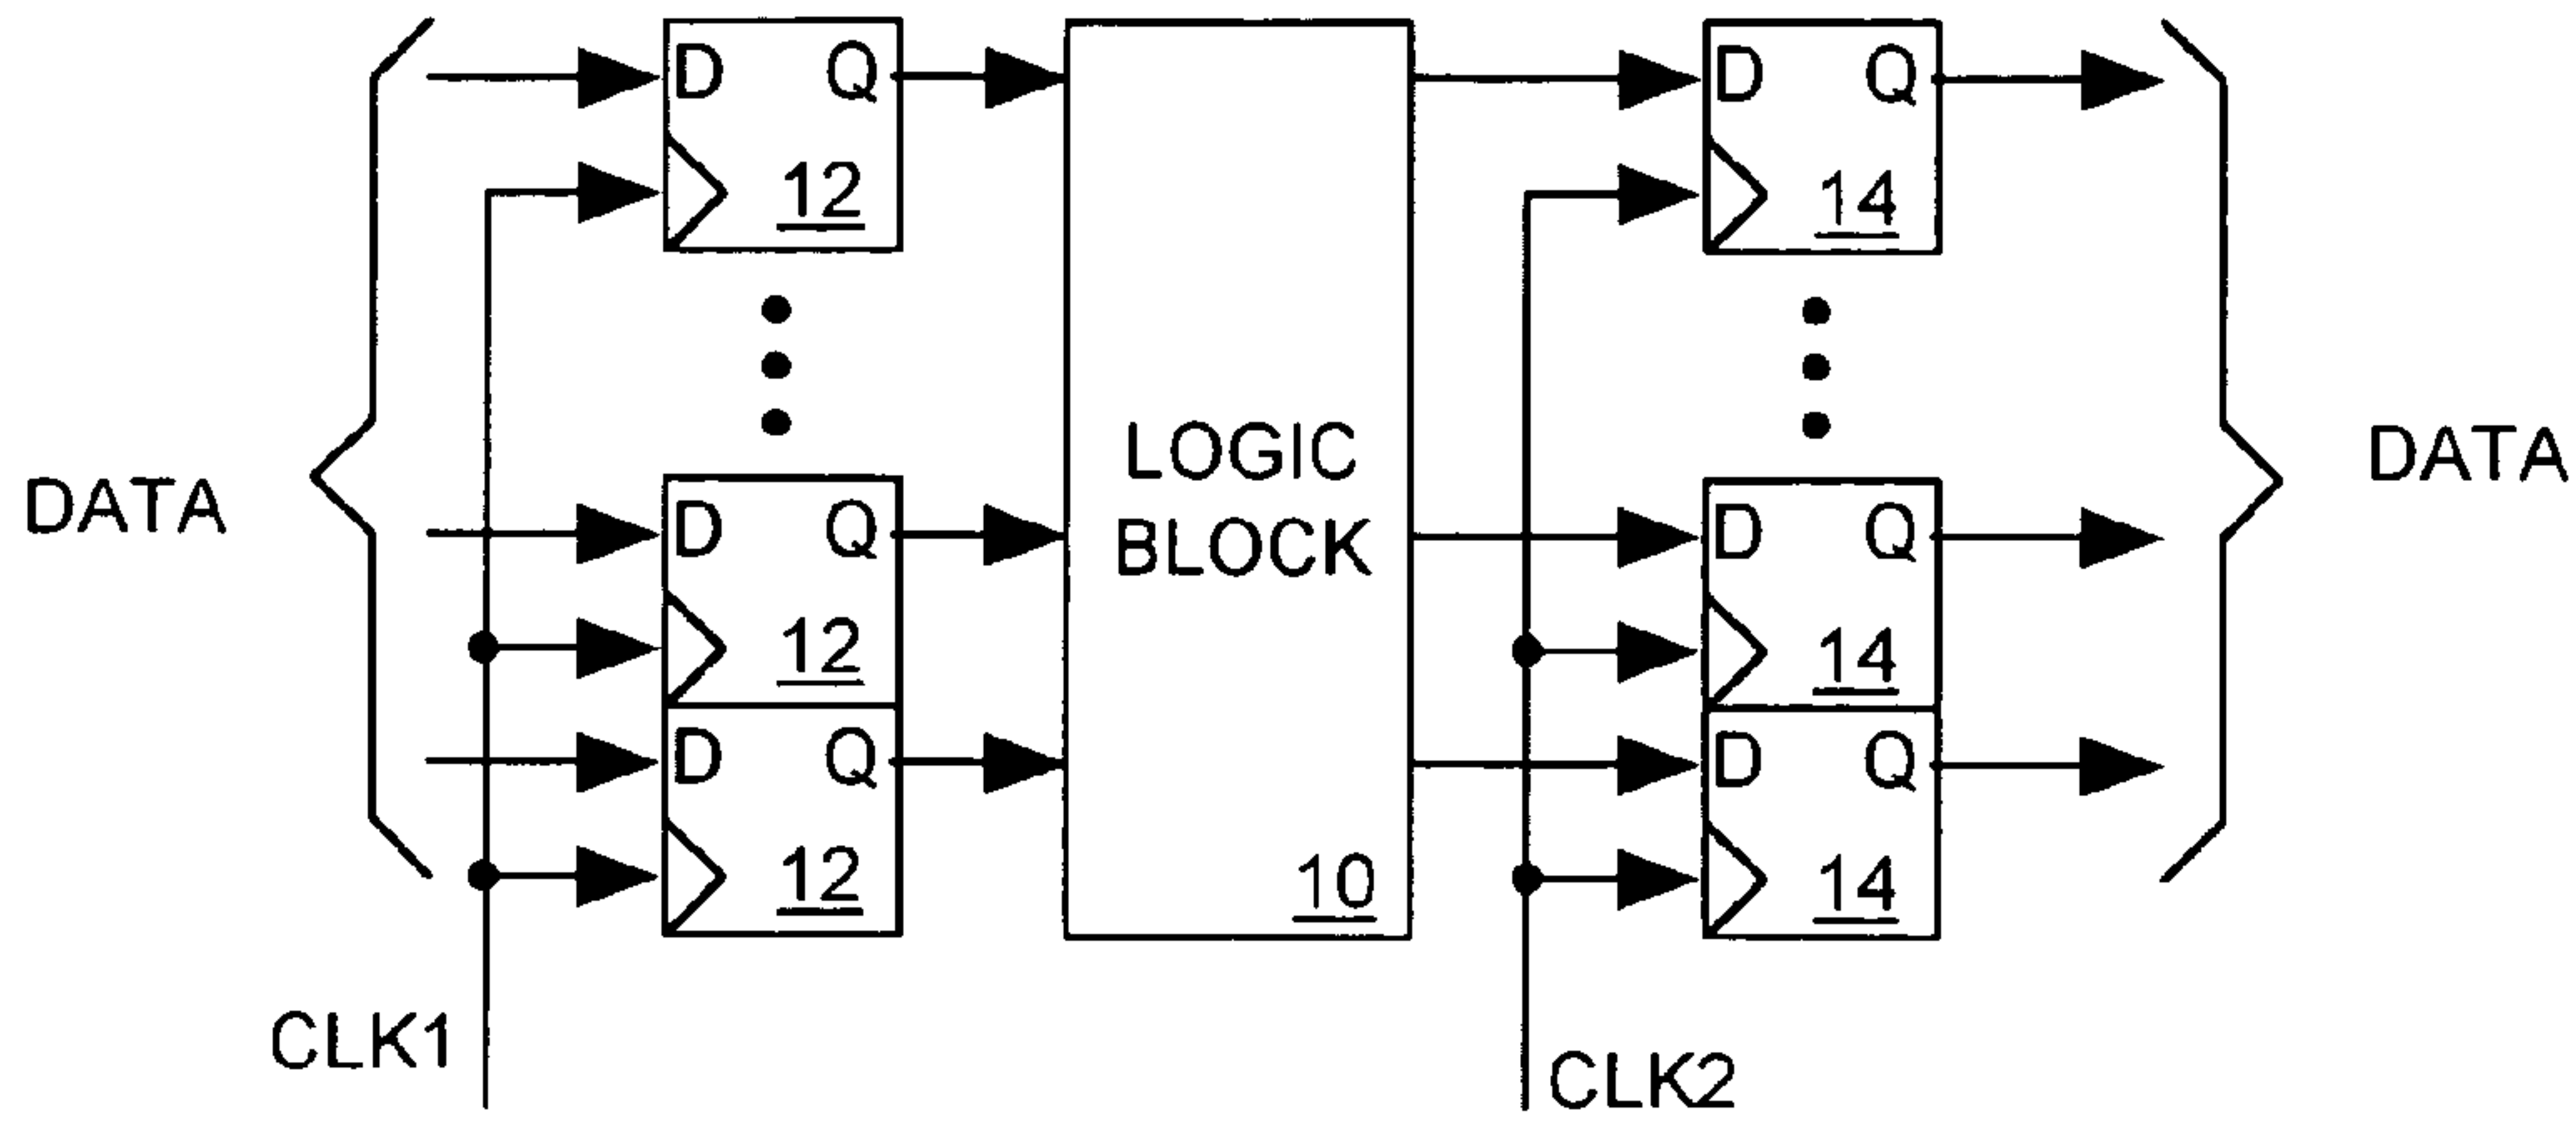 D Q D Q
12 14
LOGIC
BLOCK
DATA DATA
D Q D Q
12 14
D Q D Q
12 10 14
CLK1 CLK2